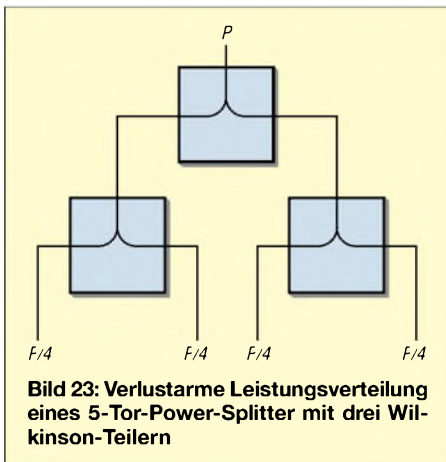 P
P/4 P/4 P/4 P/4
Bild 23: Verlustarme Leistungsverteilung
eines 5-Tor-Power-Splitter mit drei Wil-
kinson-Teilern